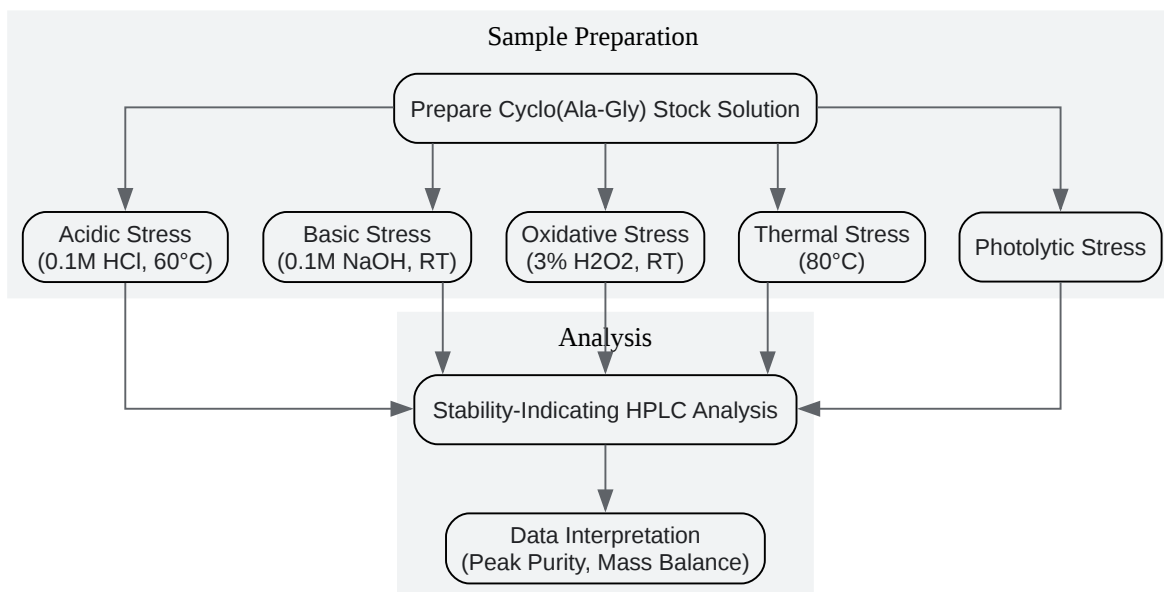 Sample Preparation
Prepare Cyclo(Ala-Gly) Stock Solution
Acidic Stress
(0.1M HCl, 60°C)
Basic Stress
(0.1M NaOH, RT)
Oxidative Stress
(3% H2O2, RT)
Thermal Stress
(80°C)
Photolytic Stress
Analysis
Stability-Indicating HPLC Analysis
Data Interpretation
(Peak Purity, Mass Balance)